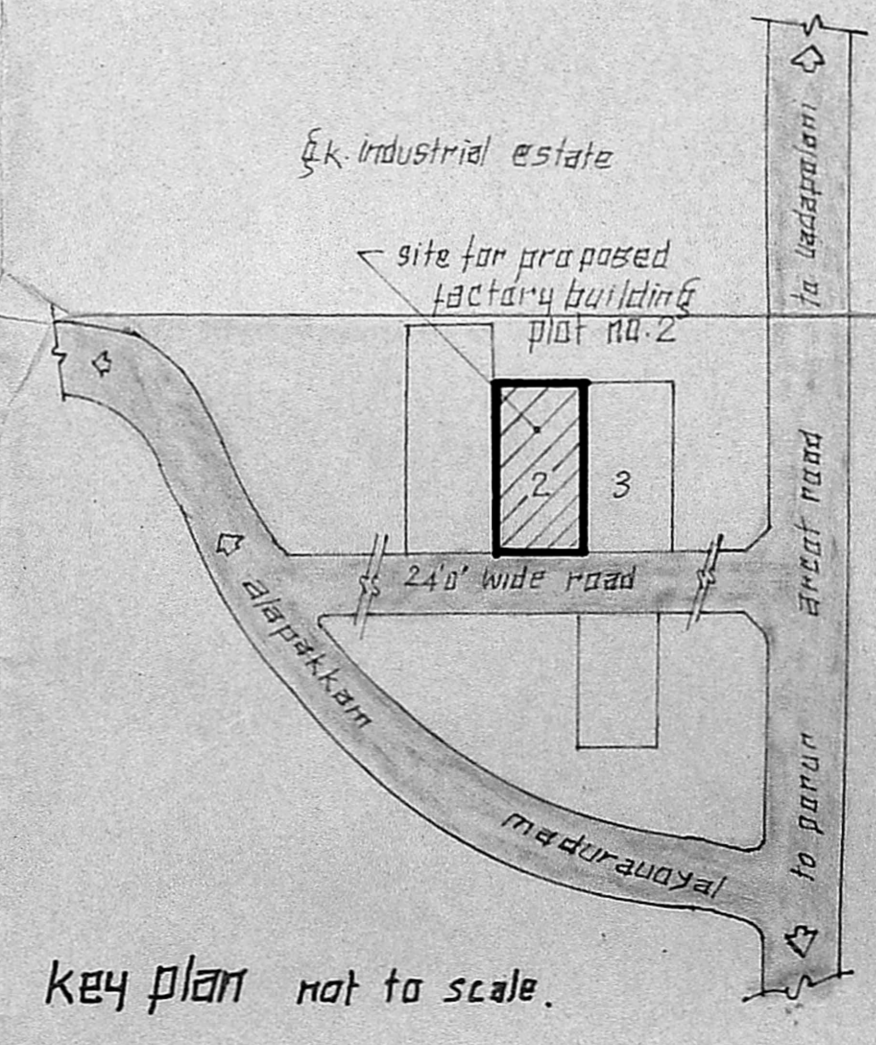 k. industrial estate
site for proposed
factory building
plot no. 2
2
3
24'0" wide road
to vadapalani
arcot road
to porur
alapakkam
maduravoyal
key plan not to scale.